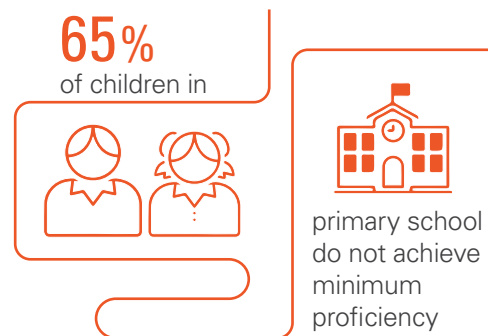 65%
of children in
primary school
do not achieve
minimum
proficiency